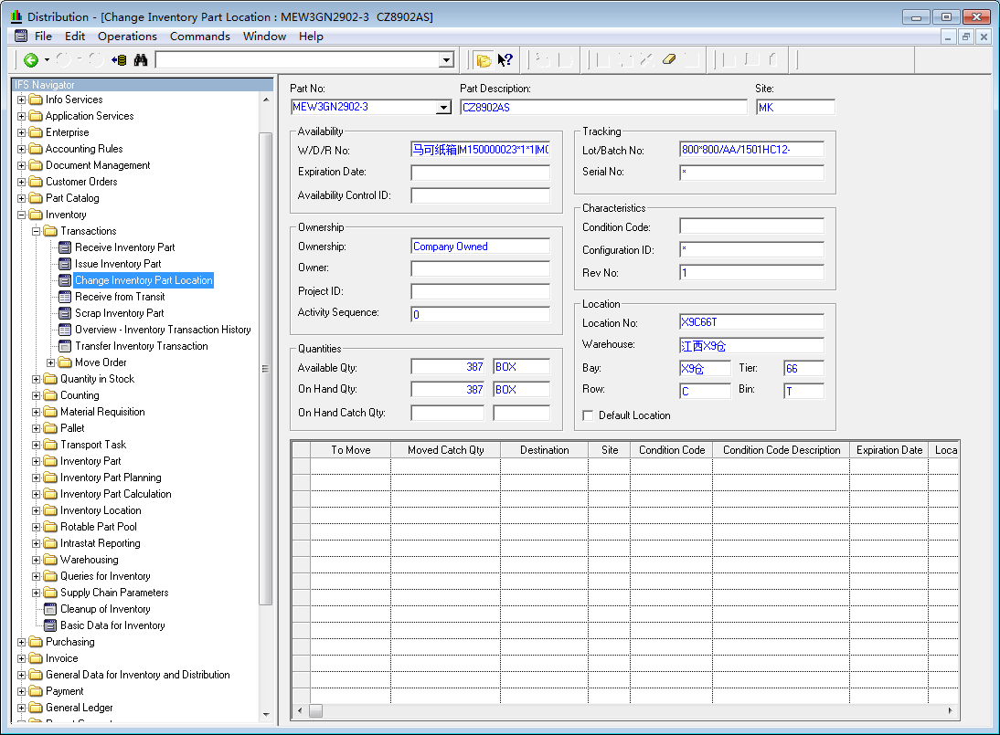 Distribution - [Change Inventory Part Location : MEW3GN2902-3 CZ8902AS]
File Edit Operations Commands Window Help
IFS Navigator
Info Services
Application Services
Enterprise
Accounting Rules
Document Management
Customer Orders
Part Catalog
Inventory
Transactions
Receive Inventory Part
Issue Inventory Part
Change Inventory Part Location
Receive from Transit
Scrap Inventory Part
Overview - Inventory Transaction History
Transfer Inventory Transaction
Move Order
Quantity in Stock
Counting
Material Requisition
Pallet
Transport Task
Inventory Part
Inventory Part Planning
Inventory Part Calculation
Inventory Location
Rotable Part Pool
Intrastat Reporting
Warehousing
Queries for Inventory
Supply Chain Parameters
Cleanup of Inventory
Basic Data for Inventory
Purchasing
Invoice
General Data for Inventory and Distribution
Payment
General Ledger
Part No: Part Description: Site:
MEW3GN2902-3 CZ8902AS MK
Availability
W/D/R No: 马可纸箱|M150000023*1*1|MC
Expiration Date:
Availability Control ID:
Ownership
Ownership: Company Owned
Owner:
Project ID:
Activity Sequence: 0
Quantities
Available Qty: 387 BOX
On Hand Qty: 387 BOX
On Hand Catch Qty:
Tracking
Lot/Batch No: 800*800/AA/1501HC12-
Serial No: *
Characteristics
Condition Code:
Configuration ID: *
Rev No: 1
Location
Location No: X9C66T
Warehouse: 江西X9仓
Bay: X9仓 Tier: 66
Row: C Bin: T
Default Location
To Move Moved Catch Qty Destination Site Condition Code Condition Code Description Expiration Date Loca